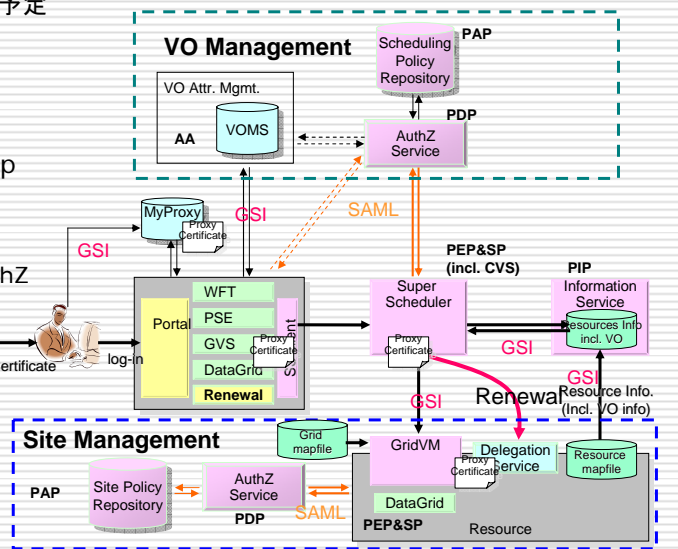 予定
VO Management
Scheduling
Policy
Repository
PAP
VO Attr. Mgmt.
VOMS
AA
PDP
AuthZ
Service
p
MyProxy
Proxy
Certificate
GSI
SAML
GSI
hZ
PEP&SP
(incl. CVS)
PIP
WFT
PSE
GVS
DataGrid
Renewal
Portal
Proxy
Certificate
Super
Scheduler
Proxy
Certificate
Information
Service
Resources Info
incl. VO
GSI
ertificate
log-in
GSI
Renewal
GSI
Resource Info.
(Incl. VO info)
Site Management
Grid
mapfile
GridVM
Proxy
Certificate
Delegation
Service
Resource
mapfile
PAP
Site Policy
Repository
AuthZ
Service
PDP
SAML
DataGrid
PEP&SP
Resource